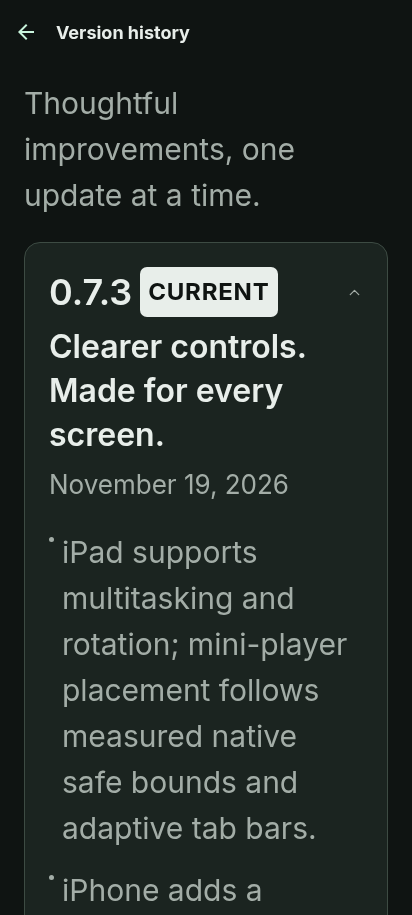 Version history
Thoughtful
improvements, one
update at a time.
0.7.3 CURRENT
Clearer controls.
Made for every
screen.
November 19, 2026
• iPad supports
multitasking and
rotation; mini-player
placement follows
measured native
safe bounds and
adaptive tab bars.
• iPhone adds a